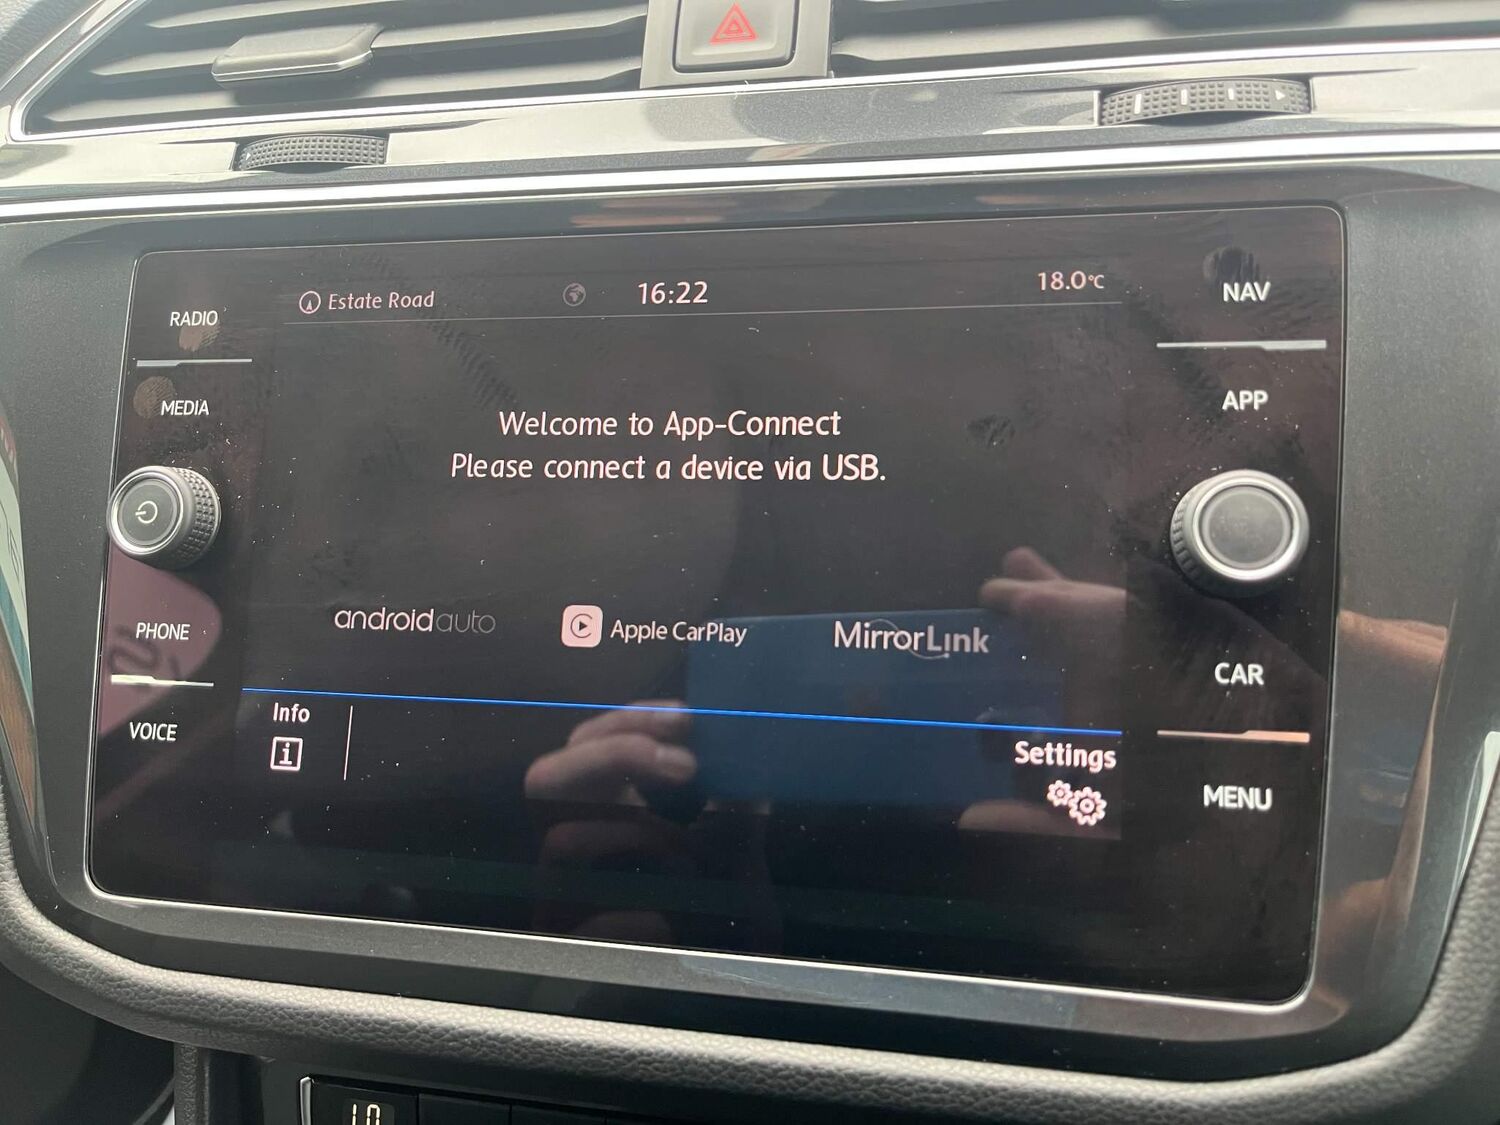 RADIO
MEDIA
PHONE
VOICE
Estate Road
16:22
18.0°C
Welcome to App-Connect
Please connect a device via USB.
androidauto
Apple CarPlay
MirrorLink
Info
i
Settings
NAV
APP
CAR
MENU